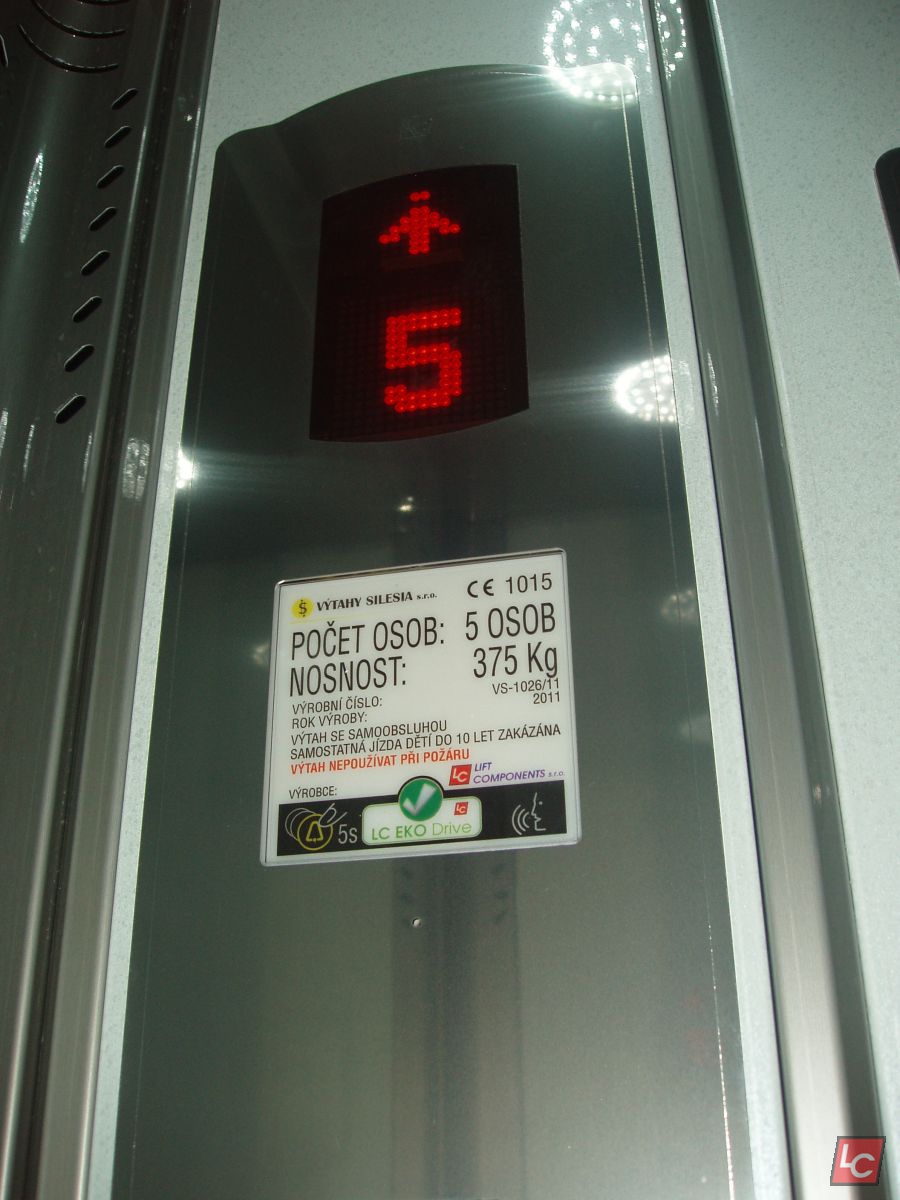 5
VÝTAHY SILESIA s.r.o. CE 1015
POČET OSOB: 5 OSOB
NOSNOST: 375 Kg
VÝROBNÍ ČÍSLO: VS-1026/11
ROK VÝROBY: 2011
VÝTAH SE SAMOOBSLUHOU
SAMOSTATNÁ JÍZDA DĚTÍ DO 10 LET ZAKÁZÁNA
VÝTAH NEPOUŽÍVAT PŘI POŽÁRU
VÝROBCE: LC LIFT
COMPONENTS s.r.o.
LC
5s LC EKO Drive
LC